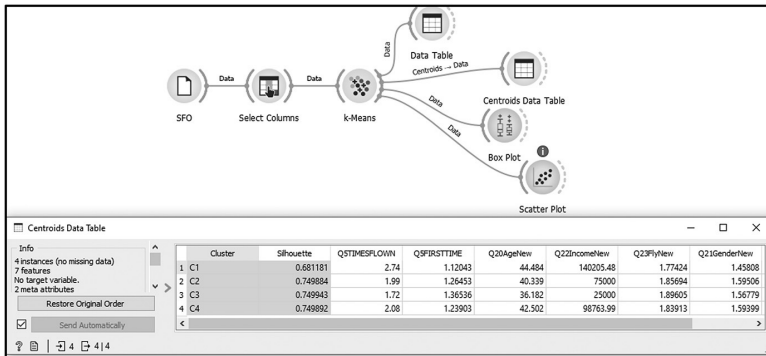 Data
Data Table
Centroids → Data
Data
Data
Centroids Data Table
SFO
Select Columns
k-Means
Data
Box Plot
Data
Scatter Plot
Centroids Data Table
Info
4 instances (no missing data)
7 features
No target variable.
2 meta attributes
Restore Original Order
Send Automatically
4 4|4
Cluster Silhouette Q5TIMESFLOWN Q5FIRSTTIME Q20AgeNew Q22IncomeNew Q23FlyNew Q21GenderNew
1 C1 0.681181 2.74 1.12043 44.484 140205.48 1.77424 1.45808
2 C2 0.749884 1.99 1.26453 40.339 75000 1.85694 1.59506
3 C3 0.749943 1.72 1.36536 36.182 25000 1.89605 1.56779
4 C4 0.749892 2.08 1.23903 42.502 98763.99 1.83913 1.59399